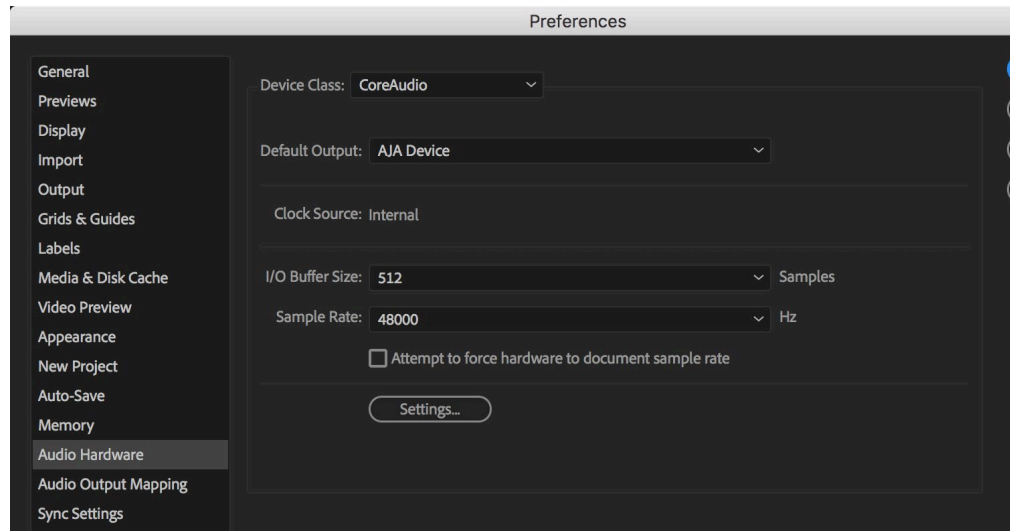 Preferences
General
Previews
Display
Import
Output
Grids & Guides
Labels
Media & Disk Cache
Video Preview
Appearance
New Project
Auto-Save
Memory
Audio Hardware
Audio Output Mapping
Sync Settings
Device Class: CoreAudio
Default Output: AJA Device
Clock Source: Internal
I/O Buffer Size: 512 Samples
Sample Rate: 48000 Hz
Attempt to force hardware to document sample rate
Settings...